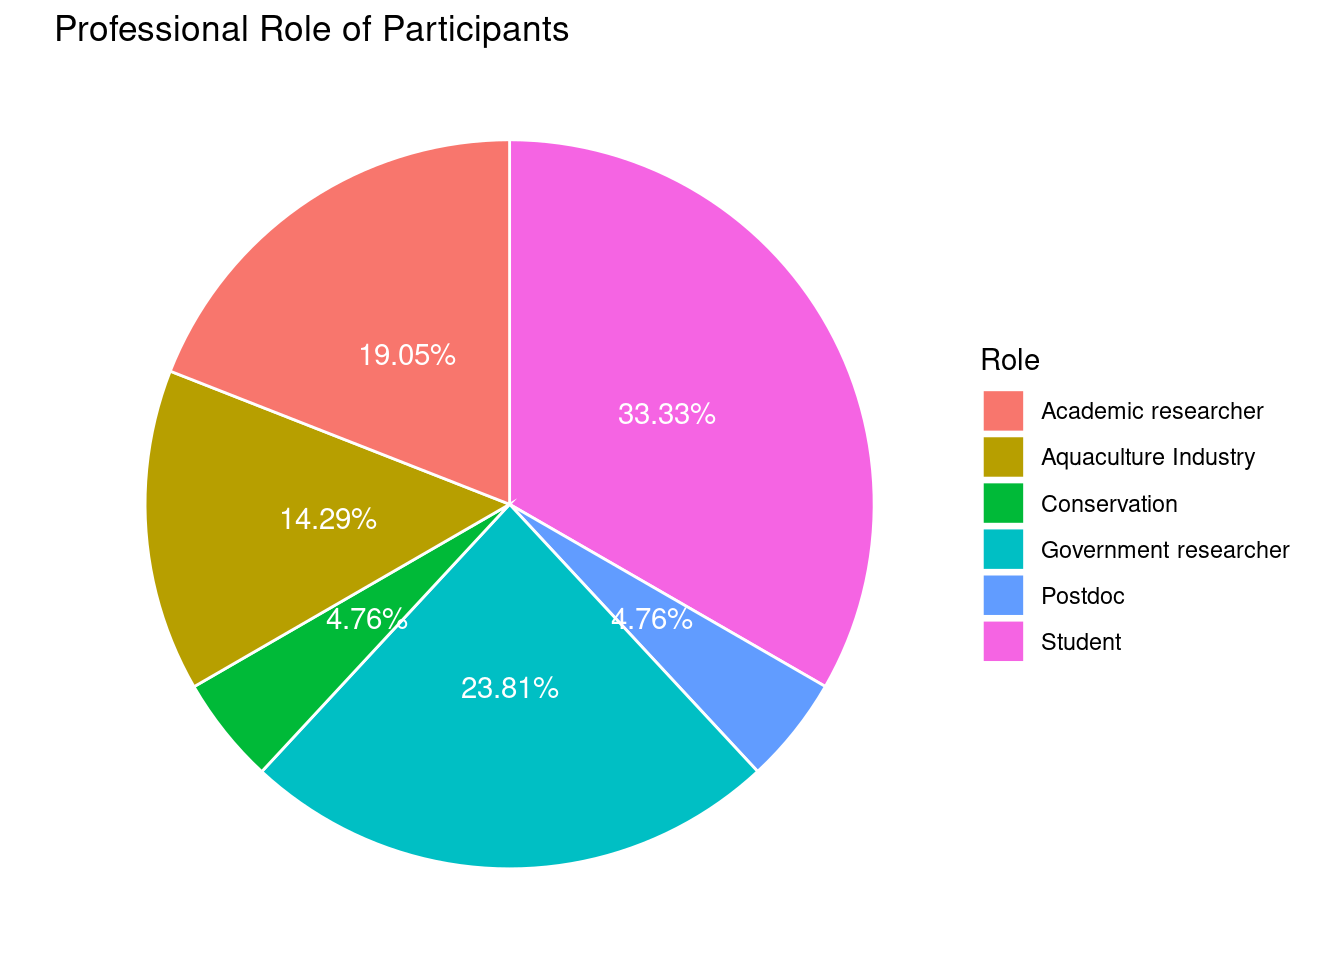 Professional Role of Participants
19.05%
33.33%
14.29%
4.76%
4.76%
23.81%
Role
Academic researcher
Aquaculture Industry
Conservation
Government researcher
Postdoc
Student